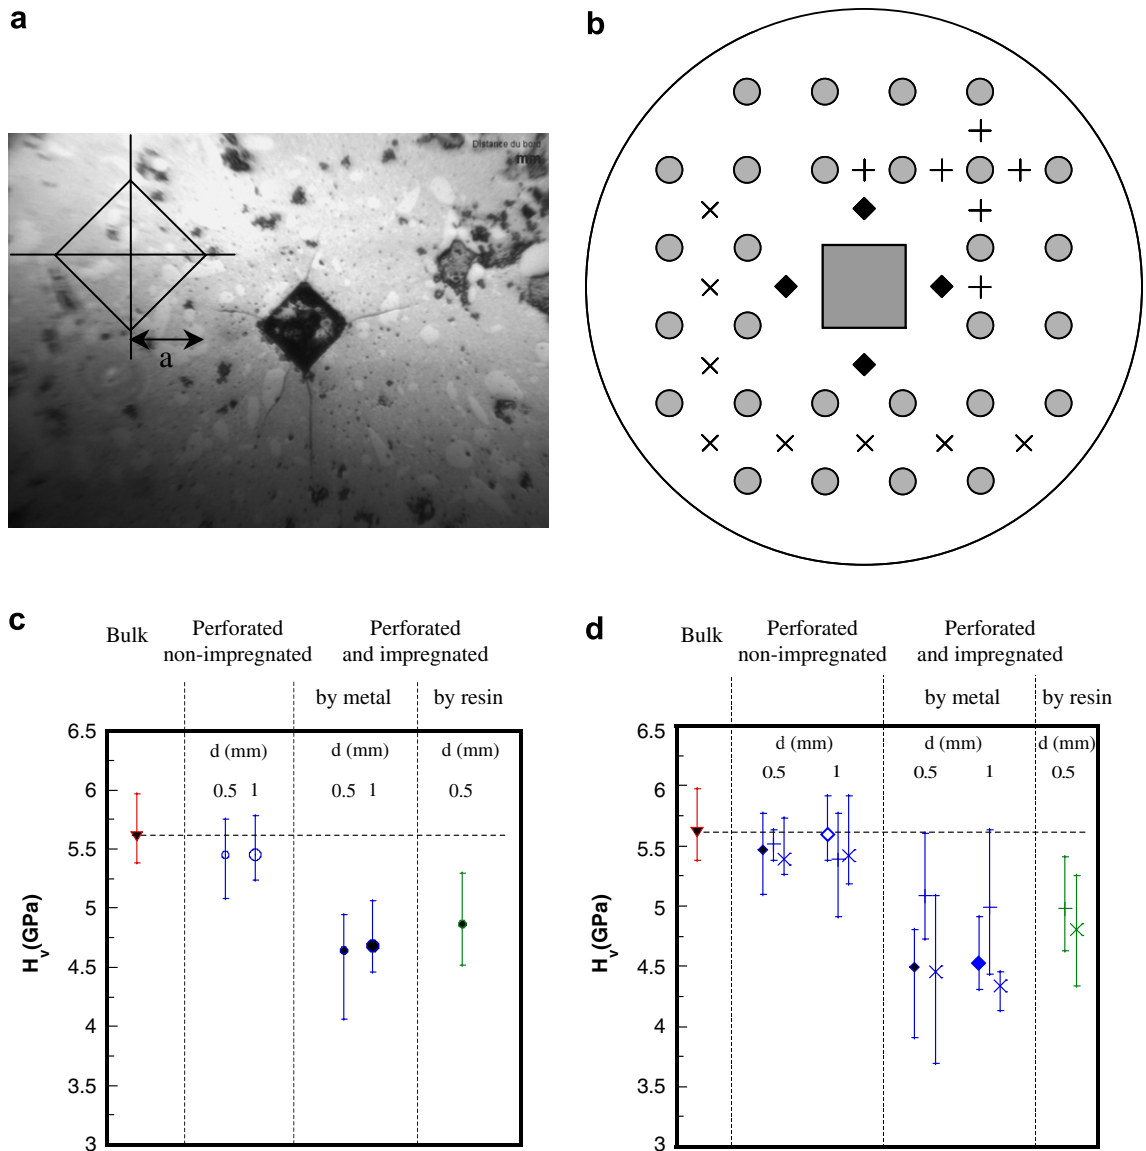 a
b
Distance du bord
mm
a
c
Bulk
Perforated
non-impregnated
Perforated
and impregnated
by metal
by resin
d (mm)
d (mm)
d (mm)
0.5 1
0.5 1
0.5
6.5
6
5.5
5
4.5
4
3.5
3
Hv(GPa)
d
Bulk
Perforated
non-impregnated
Perforated
and impregnated
by metal
by resin
d (mm)
d (mm)
d (mm)
0.5 1
0.5 1
0.5
6.5
6
5.5
5
4.5
4
3.5
3
Hv(GPa)